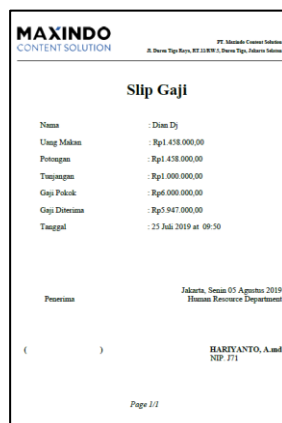 MAXINDO
CONTENT SOLUTION
PT. Maxindo Content Solution
Jl. Duren Tiga Raya, RT.11/RW.5, Duren Tiga, Jakarta Selatan
Slip Gaji
Nama : Dian Dj
Uang Makan : Rp1.458.000,00
Potongan : Rp1.458.000,00
Tunjangan : Rp1.000.000,00
Gaji Pokok : Rp6.000.000,00
Gaji Diterima : Rp5.947.000,00
Tanggal : 25 Juli 2019 at 09:50
Jakarta, Senin 05 Agustus 2019
Penerima Human Resource Department
( ) HARIYANTO, A.md
NIP. J71
Page 1/1